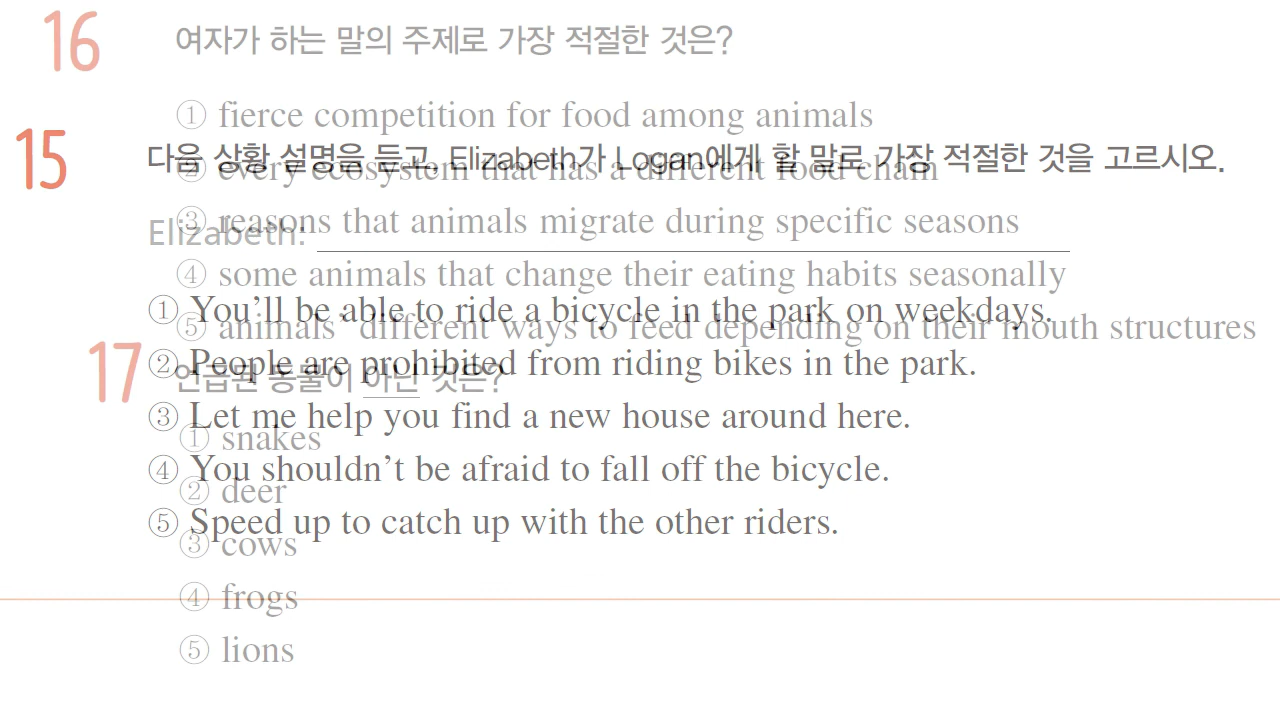 16 여자가 하는 말의 주제로 가장 적절한 것은?
① fierce competition for food among animals
② every ecosystem that has a different food chain
③ reasons that animals migrate during specific seasons
④ some animals that change their eating habits seasonally
⑤ animals' different ways to feed depending on their mouth structures
15 다음 상황 설명을 듣고, Elizabeth가 Logan에게 할 말로 가장 적절한 것을 고르시오.
Elizabeth:
① You'll be able to ride a bicycle in the park on weekdays.
② People are prohibited from riding bikes in the park.
③ Let me help you find a new house around here.
④ You shouldn't be afraid to fall off the bicycle.
⑤ Speed up to catch up with the other riders.
17 언급된 동물이 아닌 것은?
① snakes
② deer
③ cows
④ frogs
⑤ lions